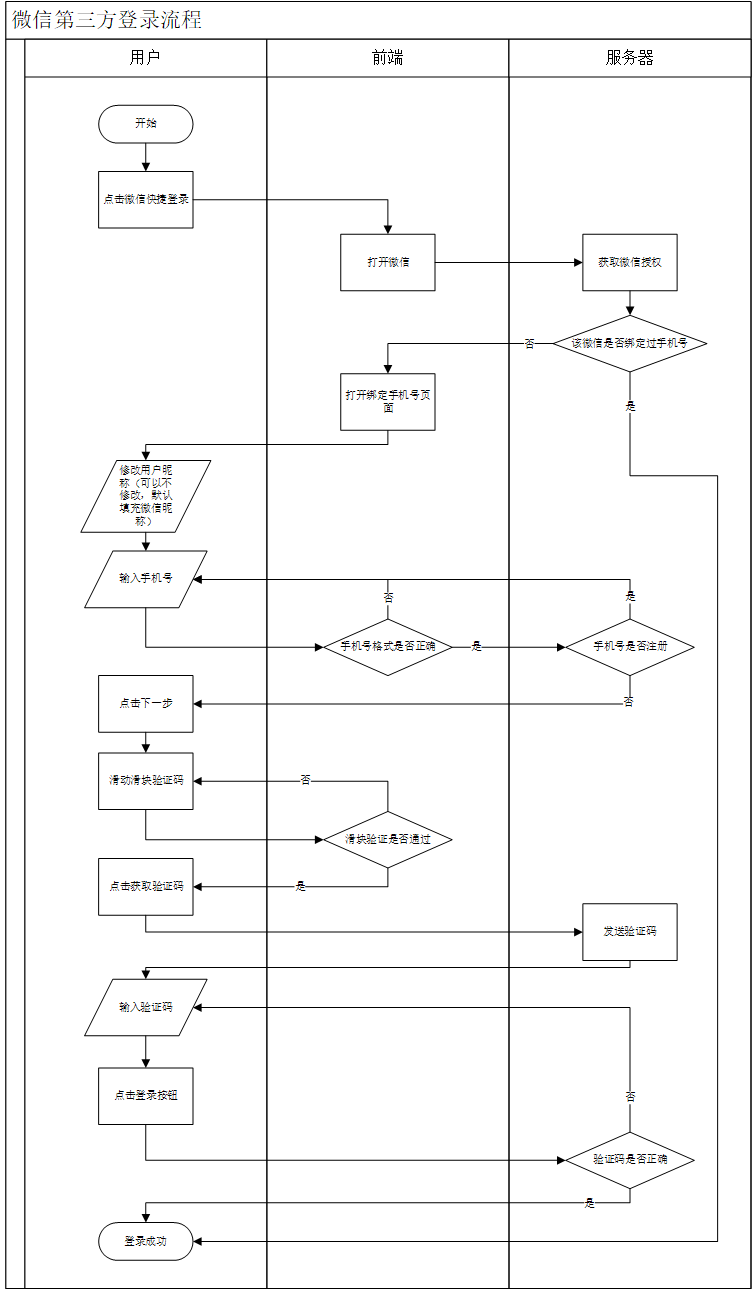 微信第三方登录流程
用户
前端
服务器
开始
点击微信快捷登录
打开微信
获取微信授权
该微信是否绑定过手机号
否
是
打开绑定手机号页
面
修改用户昵
称（可以不
修改，默认
填充微信昵
称）
输入手机号
否
是
手机号格式是否正确
是
手机号是否注册
否
点击下一步
滑动滑块验证码
否
滑块验证是否通过
点击获取验证码
是
发送验证码
输入验证码
点击登录按钮
否
验证码是否正确
是
登录成功